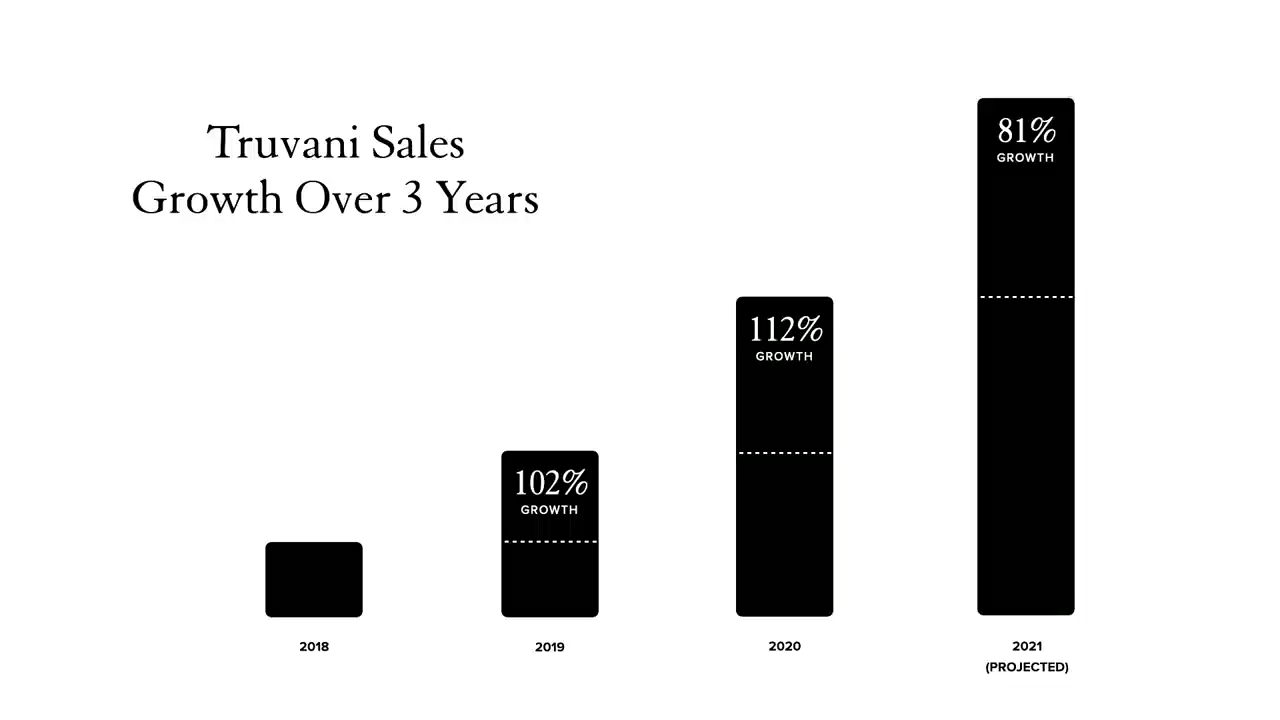 Truvani Sales
Growth Over 3 Years
81%
GROWTH
112%
GROWTH
102%
GROWTH
2018
2019
2020
2021
(PROJECTED)